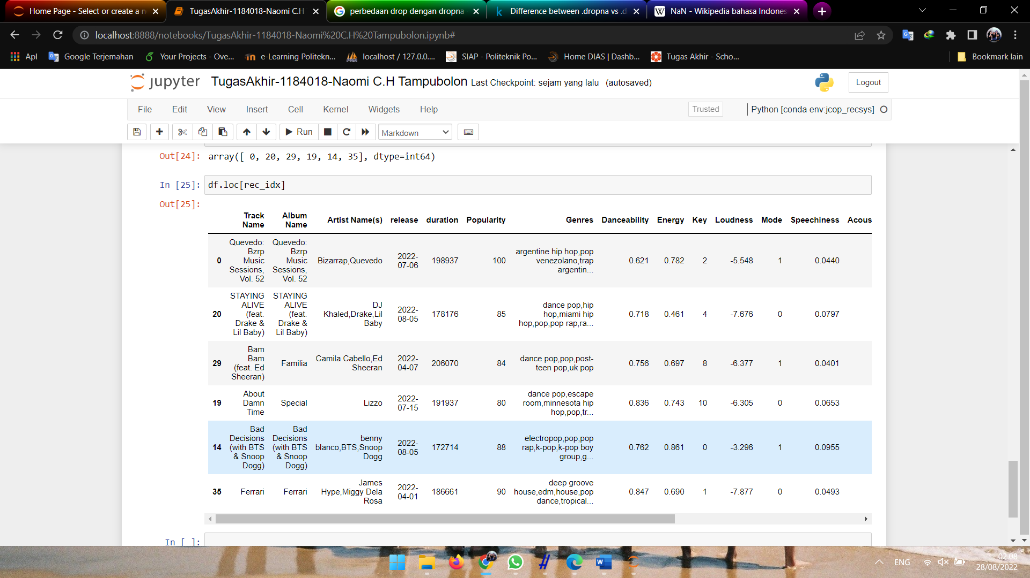 Home Page - Select or create a n
TugasAkhir-1184018-Naomi C.H
perbedaan drop dengan dropna
Difference between .dropna vs .d
NaN - Wikipedia bahasa Indones
localhost:8888/notebooks/TugasAkhir-1184018-Naomi%20C.H%20Tampubolon.ipynb#
Apl
Google Terjemahan
Your Projects - Ove...
e-Learning Politekn...
localhost / 127.0.0....
SIAP - Politeknik Po...
Home DIAS | Dashb...
Tugas Akhir - Scho...
Bookmark lain
jupyter TugasAkhir-1184018-Naomi C.H Tampubolon Last Checkpoint: sejam yang lalu (autosaved)
Logout
File Edit View Insert Cell Kernel Widgets Help
Trusted
Python [conda env:jcop_recsys]
Run
Markdown
Out[24]: array([ 0, 20, 29, 19, 14, 35], dtype=int64)
In [25]: df.loc[rec_idx]
Out[25]:
Track Name Album Name Artist Name(s) release duration Popularity Genres Danceability Energy Key Loudness Mode Speechiness Acous
0 Quevedo: Bzrp Music Sessions, Vol. 52 Quevedo: Bzrp Music Sessions, Vol. 52 Bizarrap,Quevedo 2022-07-06 198937 100 argentine hip hop,pop venezolano,trap argentin... 0.621 0.782 2 -5.548 1 0.0440
20 STAYING ALIVE (feat. Drake & Lil Baby) STAYING ALIVE (feat. Drake & Lil Baby) DJ Khaled,Drake,Lil Baby 2022-08-05 178176 85 dance pop,hip hop,miami hip hop,pop,pop rap,ra... 0.718 0.461 4 -7.676 0 0.0797
29 Bam Bam (feat. Ed Sheeran) Familia Camila Cabello,Ed Sheeran 2022-04-07 206070 84 dance pop,pop,post-teen pop,uk pop 0.756 0.697 8 -6.377 1 0.0401
19 About Damn Time Special Lizzo 2022-07-15 191937 80 dance pop,escape room,minnesota hip hop,pop,tr... 0.836 0.743 10 -6.305 0 0.0653
14 Bad Decisions (with BTS & Snoop Dogg) Bad Decisions (with BTS & Snoop Dogg) benny blanco,BTS,Snoop Dogg 2022-08-05 172714 88 electropop,pop,pop rap,k-pop,k-pop boy group,g... 0.762 0.861 0 -3.296 1 0.0955
35 Ferrari Ferrari James Hype,Miggy Dela Rosa 2022-04-01 186661 90 deep groove house,edm,house,pop dance,tropical... 0.847 0.690 1 -7.877 0 0.0493
In [ ]:
ENG
28/08/2022